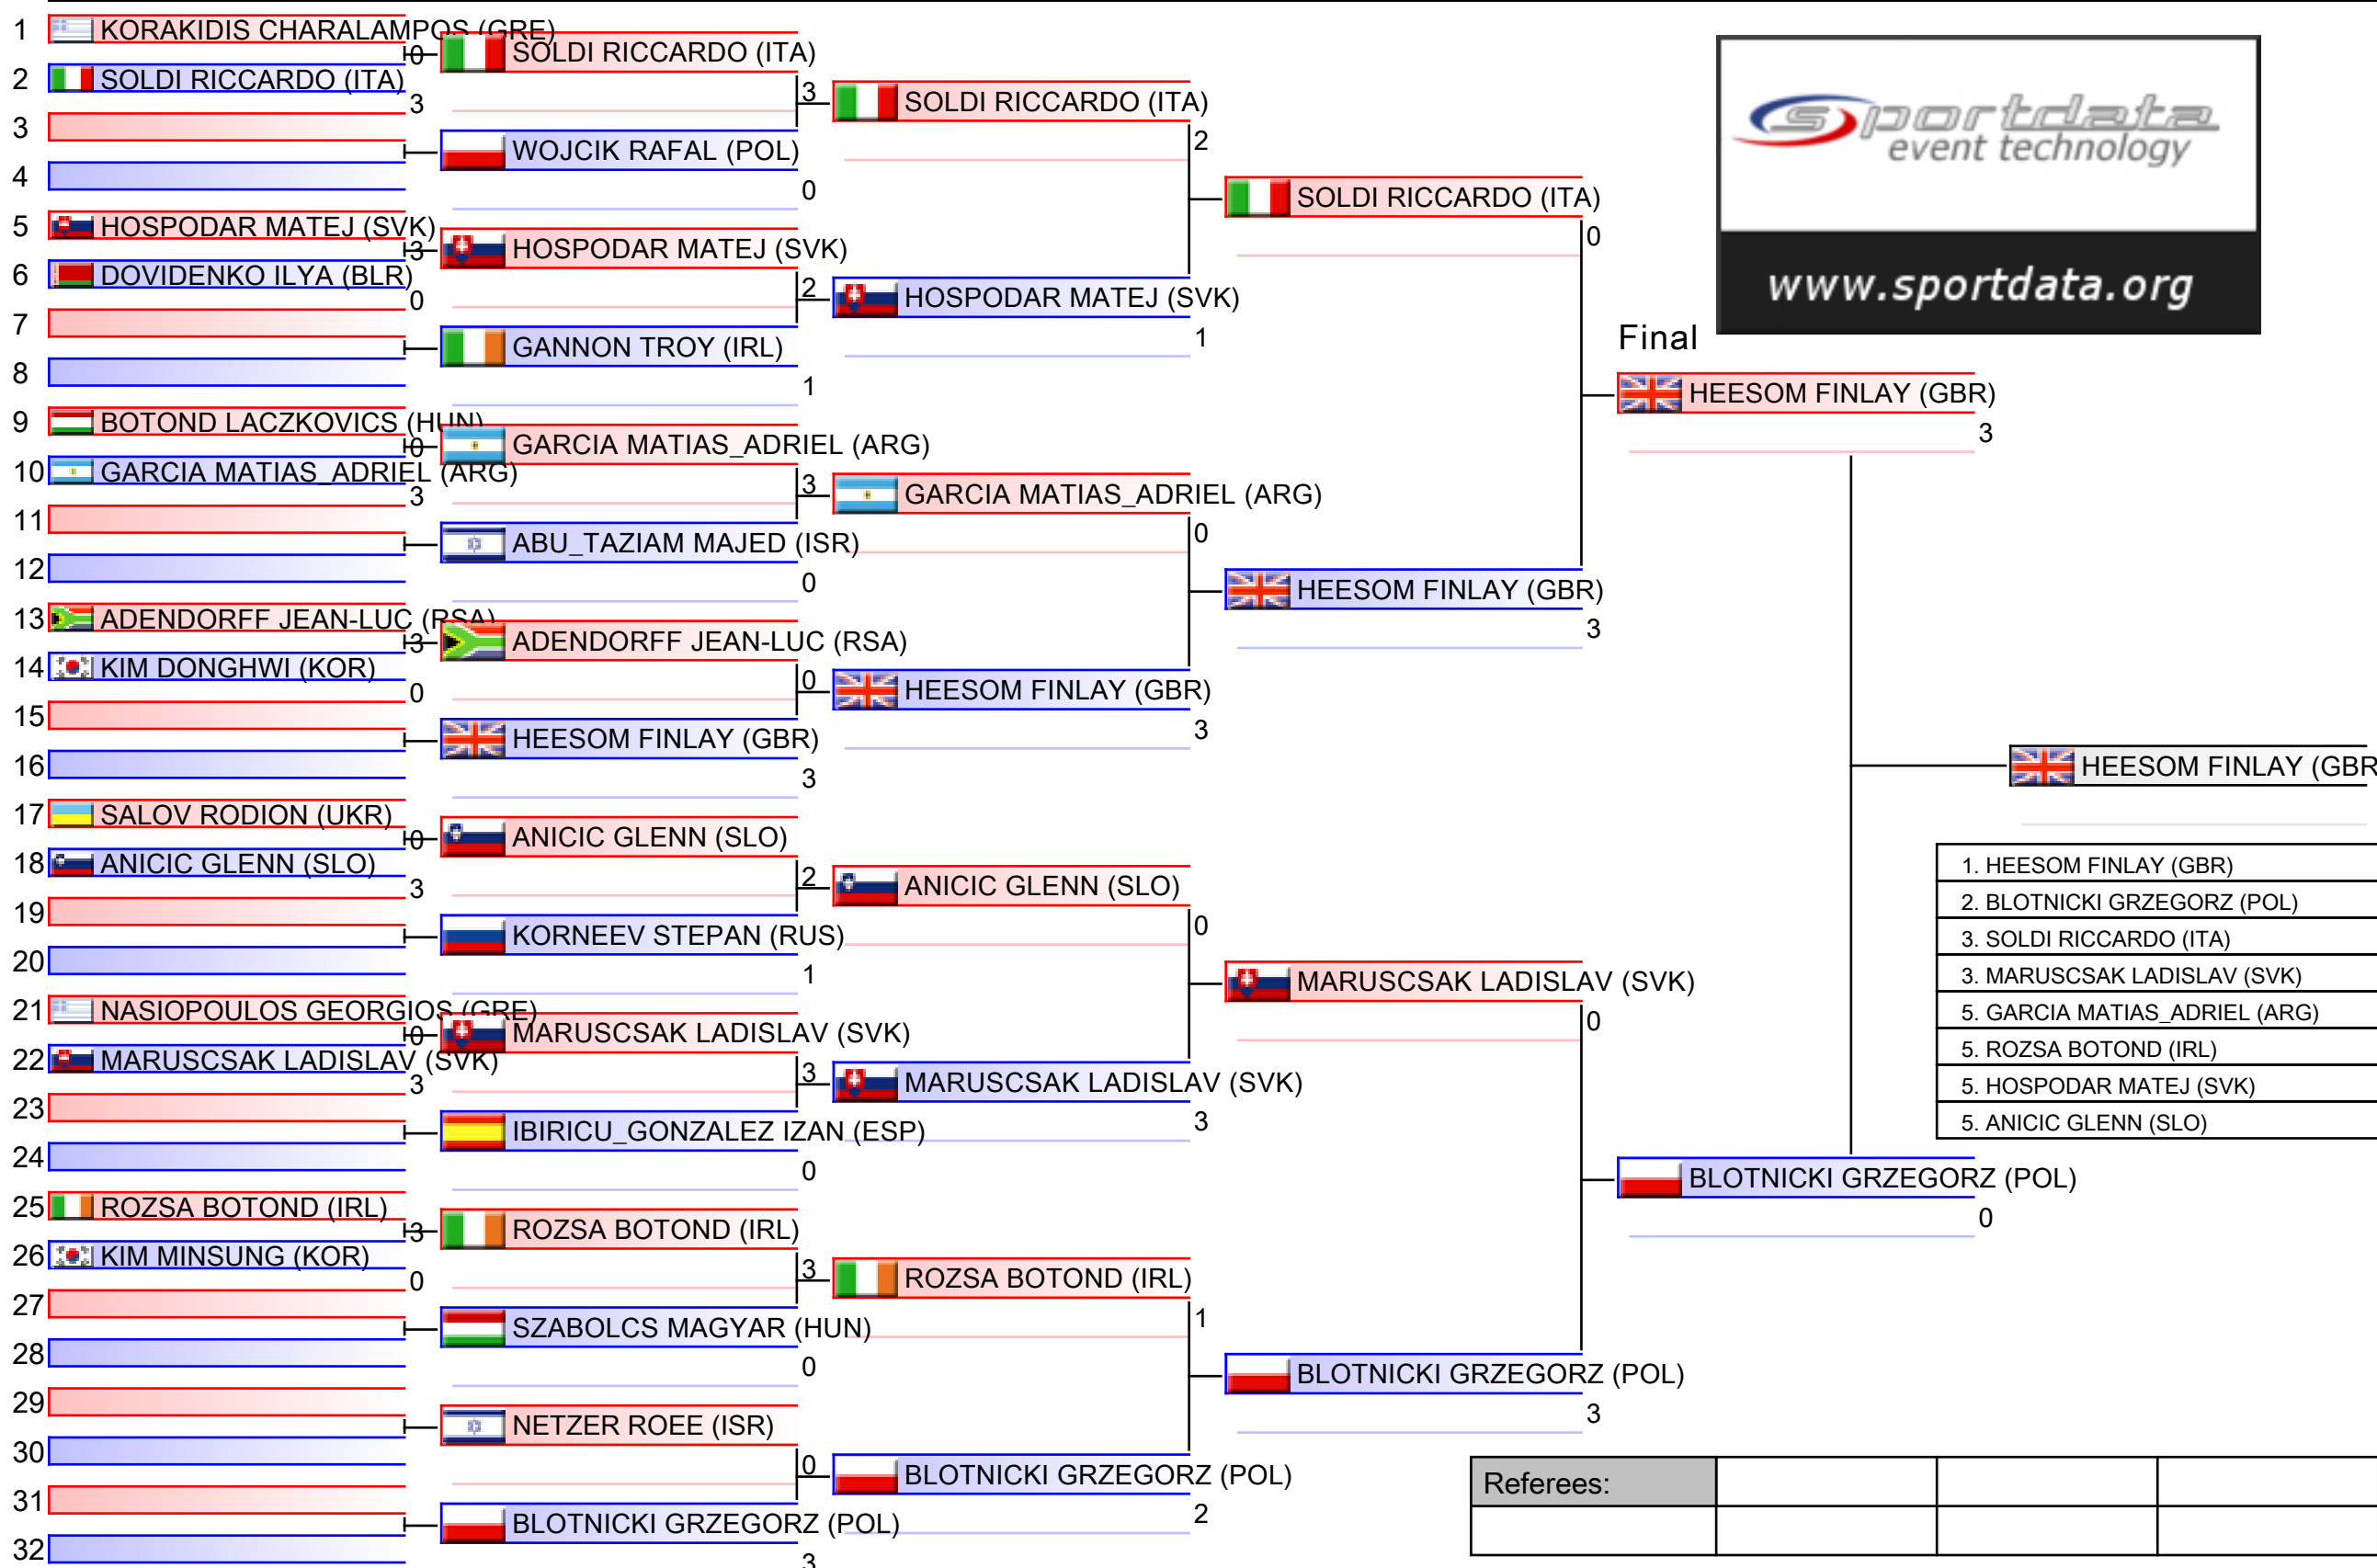 1 KORAKIDIS CHARALAMPOS (GRE)
0
2 SOLDI RICCARDO (ITA)
3
3
4
5 HOSPODAR MATEJ (SVK)
3
6 DOVIDENKO ILYA (BLR)
0
7
8
9 BOTOND LACZKOVICS (HUN)
0
10 GARCIA MATIAS_ADRIEL (ARG)
3
11
12
13 ADENDORFF JEAN-LUC (RSA)
3
14 KIM DONGHWI (KOR)
0
15
16
17 SALOV RODION (UKR)
0
18 ANICIC GLENN (SLO)
3
19
20
21 NASIOPOULOS GEORGIOS (GRE)
0
22 MARUSCSAK LADISLAV (SVK)
3
23
24
25 ROZSA BOTOND (IRL)
3
26 KIM MINSUNG (KOR)
0
27
28
29
30
31
32
SOLDI RICCARDO (ITA)
3
WOJCIK RAFAL (POL)
0
HOSPODAR MATEJ (SVK)
2
GANNON TROY (IRL)
1
GARCIA MATIAS_ADRIEL (ARG)
3
ABU_TAZIAM MAJED (ISR)
0
ADENDORFF JEAN-LUC (RSA)
0
HEESOM FINLAY (GBR)
3
ANICIC GLENN (SLO)
2
KORNEEV STEPAN (RUS)
1
MARUSCSAK LADISLAV (SVK)
3
IBIRICU_GONZALEZ IZAN (ESP)
0
ROZSA BOTOND (IRL)
3
SZABOLCS MAGYAR (HUN)
0
NETZER ROEE (ISR)
0
BLOTNICKI GRZEGORZ (POL)
3
SOLDI RICCARDO (ITA)
2
HOSPODAR MATEJ (SVK)
1
GARCIA MATIAS_ADRIEL (ARG)
0
HEESOM FINLAY (GBR)
3
ANICIC GLENN (SLO)
0
MARUSCSAK LADISLAV (SVK)
3
ROZSA BOTOND (IRL)
1
BLOTNICKI GRZEGORZ (POL)
2
SOLDI RICCARDO (ITA)
0
HEESOM FINLAY (GBR)
3
MARUSCSAK LADISLAV (SVK)
0
BLOTNICKI GRZEGORZ (POL)
3
sportdata
event technology
www.sportdata.org
Final
HEESOM FINLAY (GBR)
3
BLOTNICKI GRZEGORZ (POL)
0
HEESOM FINLAY (GBR
1. HEESOM FINLAY (GBR)
2. BLOTNICKI GRZEGORZ (POL)
3. SOLDI RICCARDO (ITA)
3. MARUSCSAK LADISLAV (SVK)
5. GARCIA MATIAS_ADRIEL (ARG)
5. ROZSA BOTOND (IRL)
5. HOSPODAR MATEJ (SVK)
5. ANICIC GLENN (SLO)
Referees: